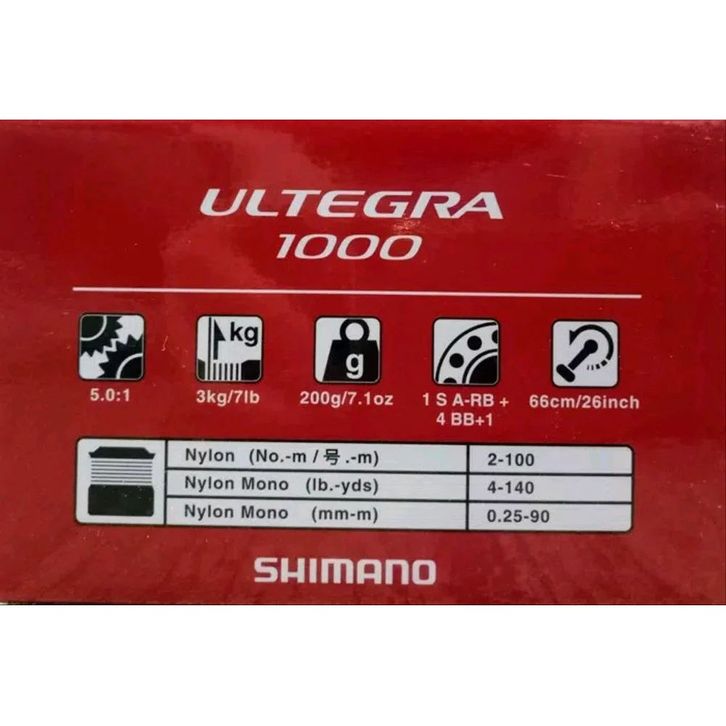 ULTEGRA
1000
kg
g
5.0:1 3kg/7lb 200g/7.1oz 1 S A-RB + 66cm/26inch
4 BB+1
Nylon (No.-m / 号.-m) 2-100
Nylon Mono (lb.-yds) 4-140
Nylon Mono (mm-m) 0.25-90
SHIMANO